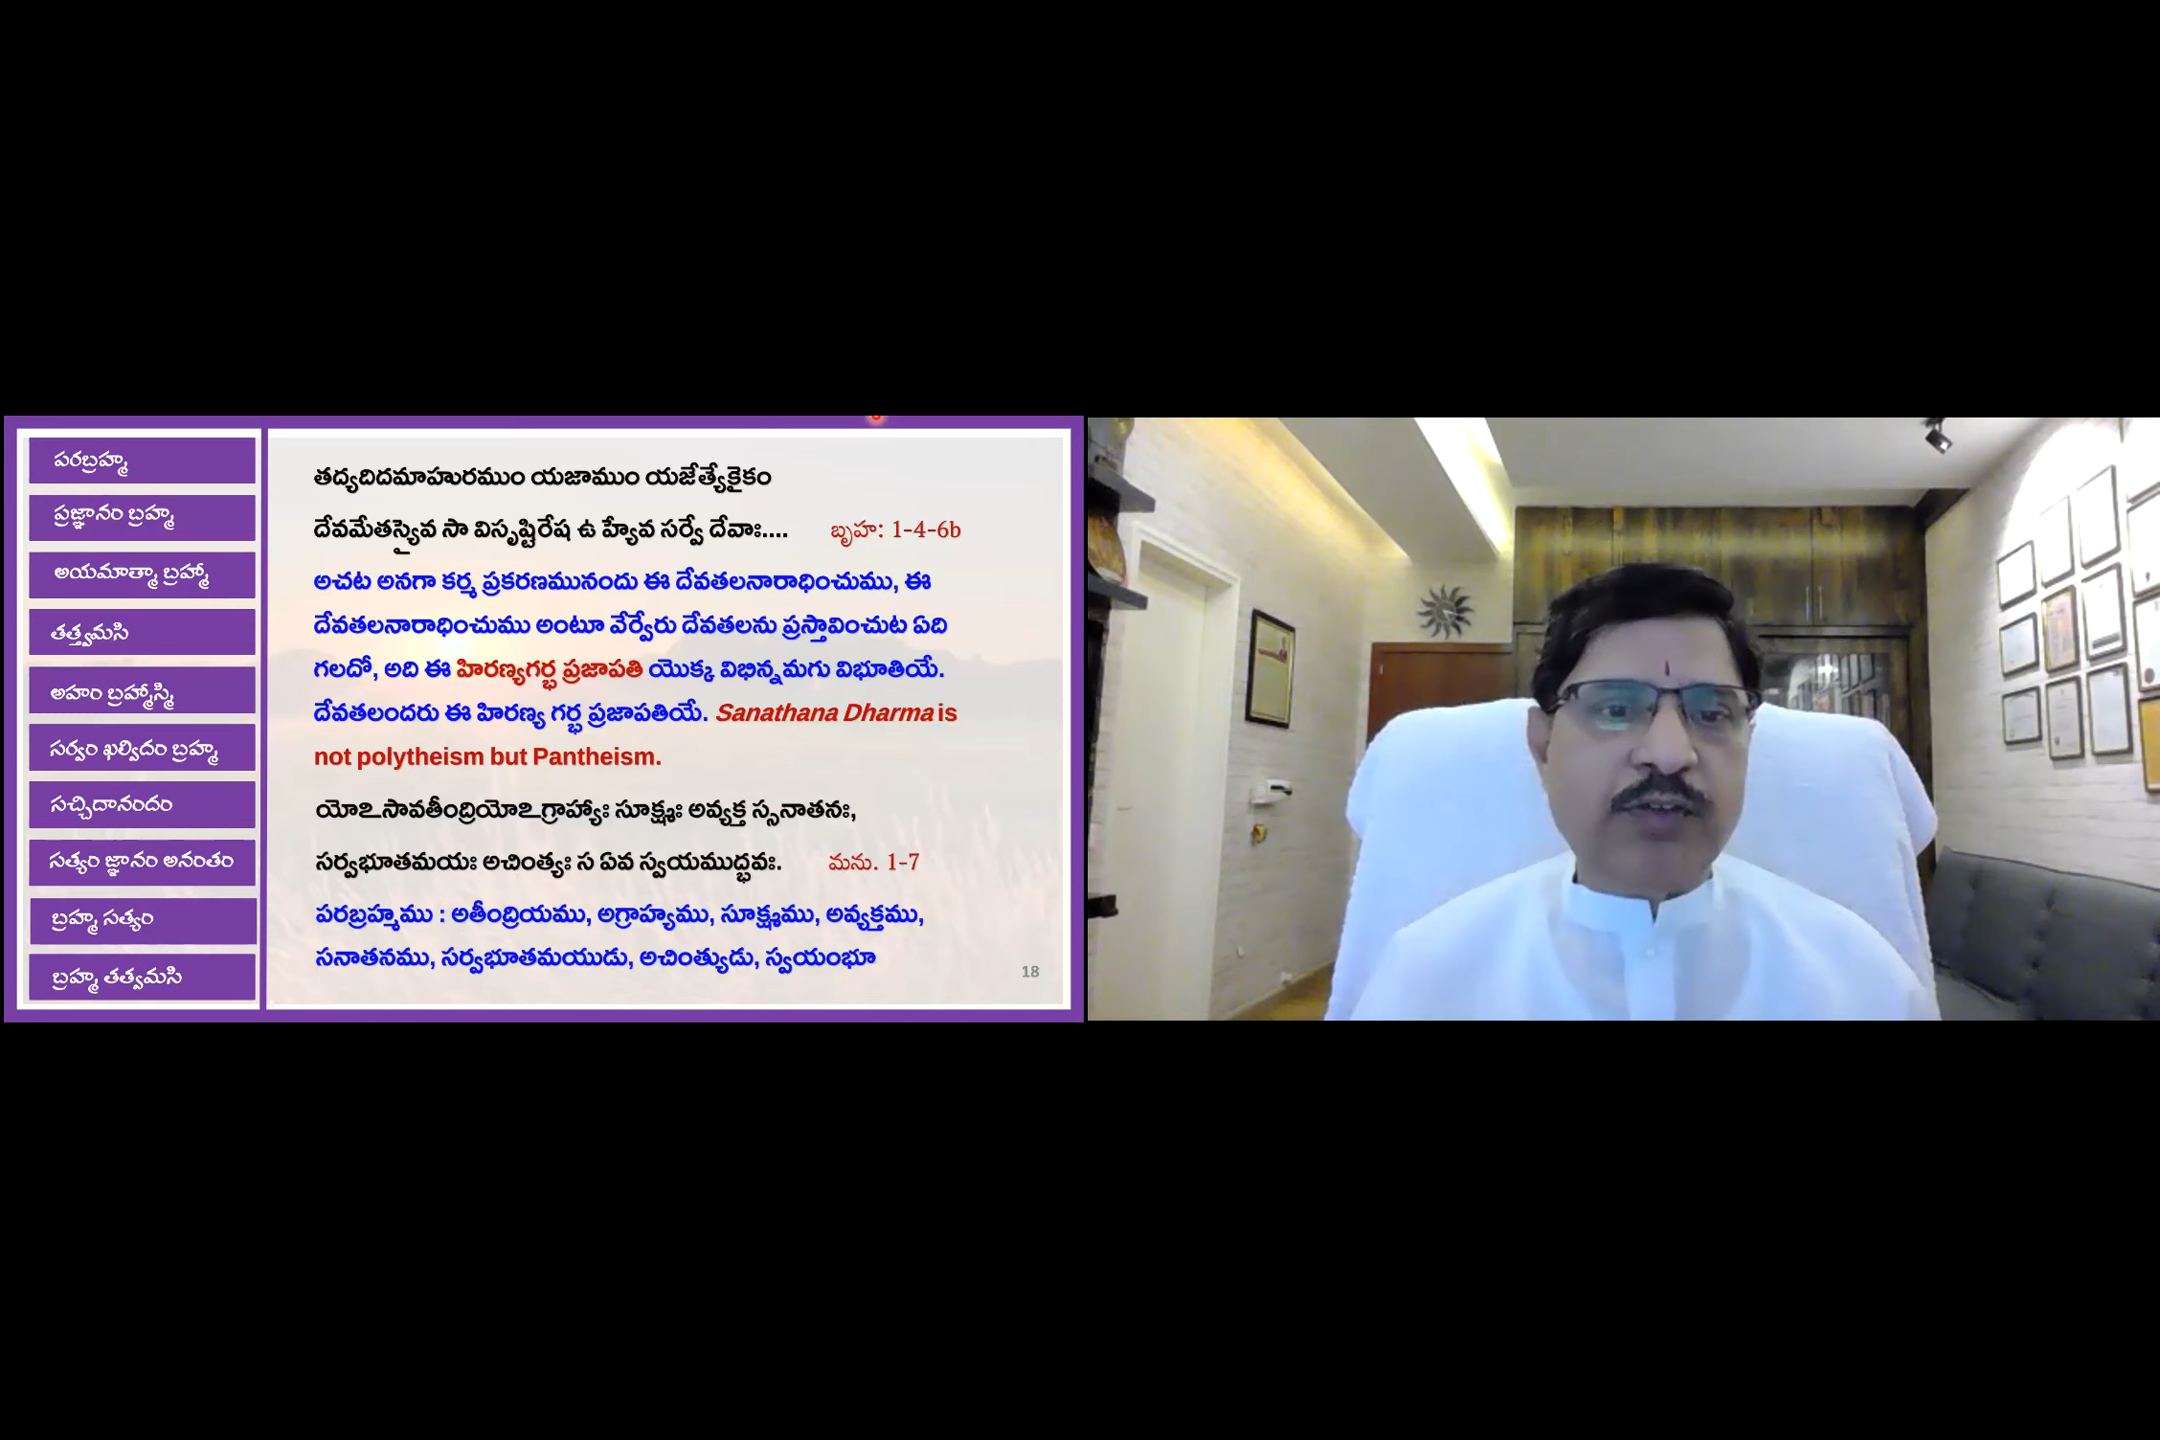 పరబ్రహ్మ
ప్రజ్ఞానం బ్రహ్మ
అయమాత్మా బ్రహ్మా
తత్త్వమసి
అహం బ్రహ్మాస్మి
సర్వం ఖల్విదం బ్రహ్మ
సచ్చిదానందం
సత్యం జ్ఞానం అనంతం
బ్రహ్మ సత్యం
బ్రహ్మ తత్వమసి
తద్యదిదమాహురముం యజాముం యజేత్యేకైకం
దేవమేతస్యైవ సా విసృష్టిరేష ఉ హ్యేవ సర్వే దేవాః.... బృహ: 1-4-6b
అచట అనగా కర్మ ప్రకరణమునందు ఈ దేవతలనారాధించుము, ఈ
దేవతలనారాధించుము అంటూ వేర్వేరు దేవతలను ప్రస్తావించుట ఏది
గలదో, అది ఈ హిరణ్యగర్భ ప్రజాపతి యొక్క విభిన్నమగు విభూతియే.
దేవతలందరు ఈ హిరణ్య గర్భ ప్రజాపతియే. Sanathana Dharma is
not polytheism but Pantheism.
యోఽసావతీంద్రియోఽగ్రాహ్యాః సూక్ష్మః అవ్యక్త స్సనాతనః,
సర్వభూతమయః అచింత్యః స ఏవ స్వయముద్భవః. మను. 1-7
పరబ్రహ్మము : అతీంద్రియము, అగ్రాహ్యము, సూక్ష్మము, అవ్యక్తము,
సనాతనము, సర్వభూతమయుడు, అచింత్యుడు, స్వయంభూ
18